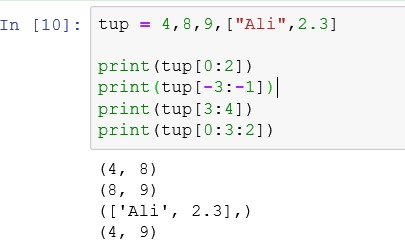 In [10]: tup = 4,8,9,["Ali",2.3]
print(tup[0:2])
print(tup[-3:-1])
print(tup[3:4])
print(tup[0:3:2])
(4, 8)
(8, 9)
(['Ali', 2.3],)
(4, 9)